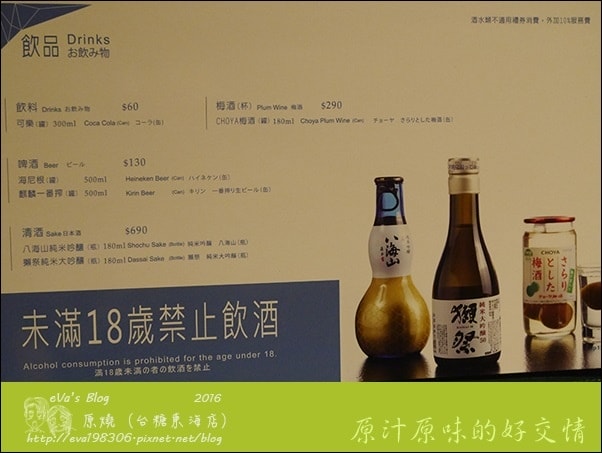 酒水類不適用禮券消費，外加10%服務費
飲品 Drinks お飲み物
飲料 Drinks お飲み物 $60
可樂(罐) 300ml Coca Cola(Can) コーラ(缶)
梅酒(杯) Plum Wine 梅酒 $290
CHOYA梅酒(罐) 180ml Choya Plum Wine (Can) チョーヤ さらりとした梅酒(缶)
啤酒 Beer ビール $130
海尼根(罐) 500ml Heineken Beer (Can) ハイネケン(缶)
麒麟一番搾(罐) 500ml Kirin Beer (Can) キリン 一番搾り生ビール(缶)
清酒 Sake 日本酒 $690
八海山純米吟釀(瓶) 180ml Shochu Sake (Bottle) 純米吟釀 八海山(瓶)
獺祭純米大吟釀(瓶) 180ml Dassai Sake (Bottle) 獺祭 純米大吟釀(瓶)
八海山
獺祭
純米大吟醸50
CHOYA
さらりとした梅酒
未滿18歲禁止飲酒
Alcohol consumption is prohibited for the age under 18.
滿18歲未満の者の飲酒を禁止
eVa's Blog 2016
原燒 (台糖東海店)
http://eva198306.pixnet.net/blog
原汁原味的好交情